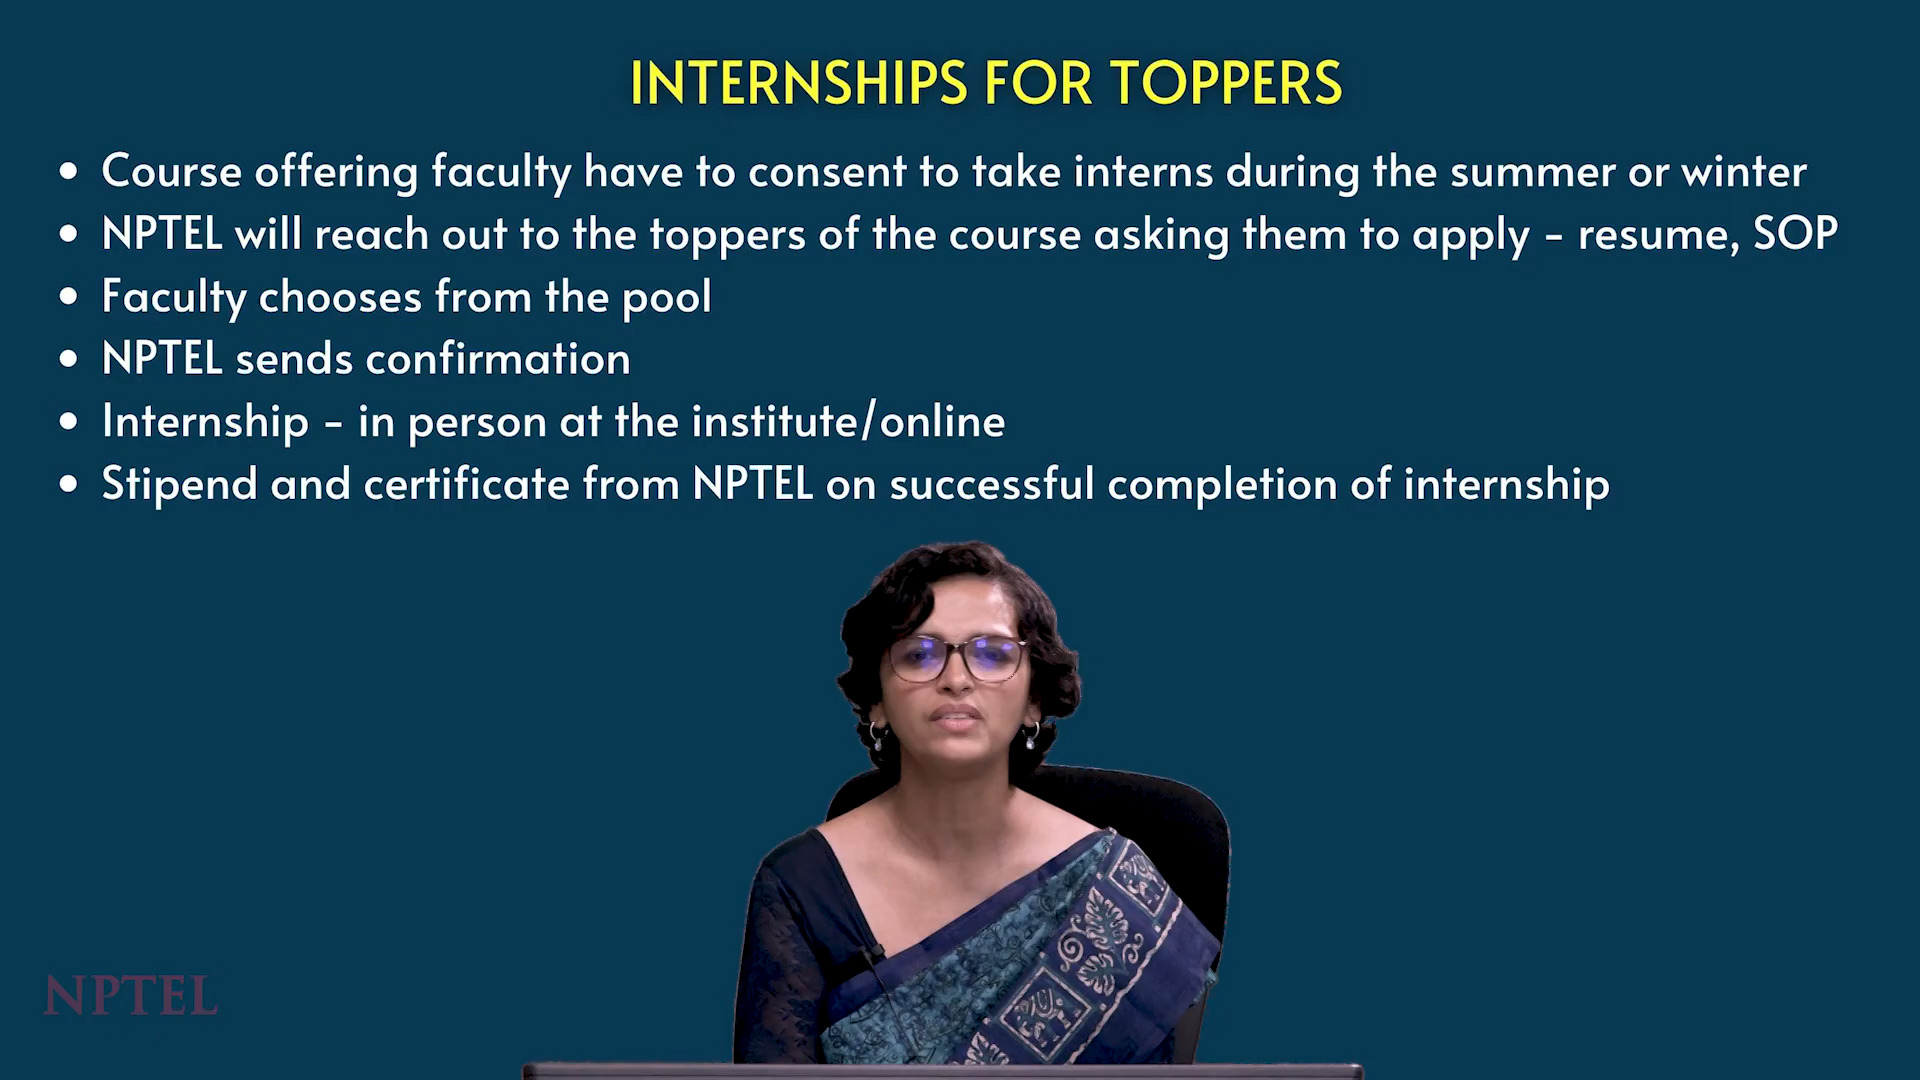 INTERNSHIPS FOR TOPPERS
• Course offering faculty have to consent to take interns during the summer or winter
• NPTEL will reach out to the toppers of the course asking them to apply - resume, SOP
• Faculty chooses from the pool
• NPTEL sends confirmation
• Internship - in person at the institute/online
• Stipend and certificate from NPTEL on successful completion of internship
NPTEL